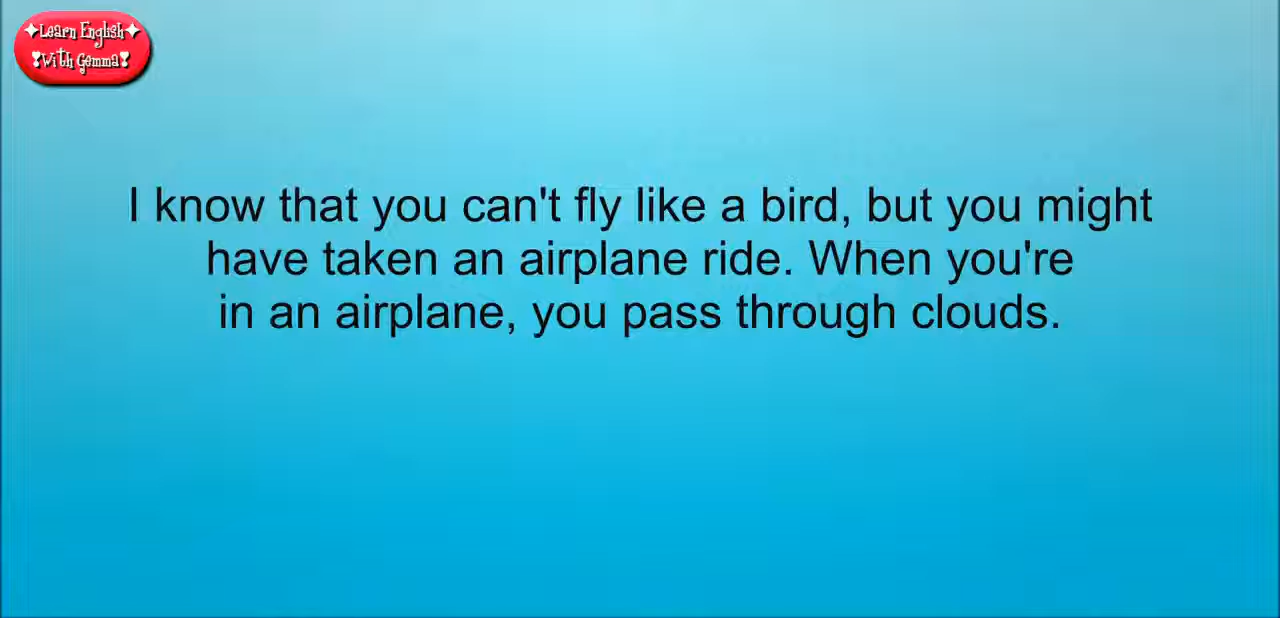 Learn English
With Gemma
I know that you can't fly like a bird, but you might
have taken an airplane ride. When you're
in an airplane, you pass through clouds.